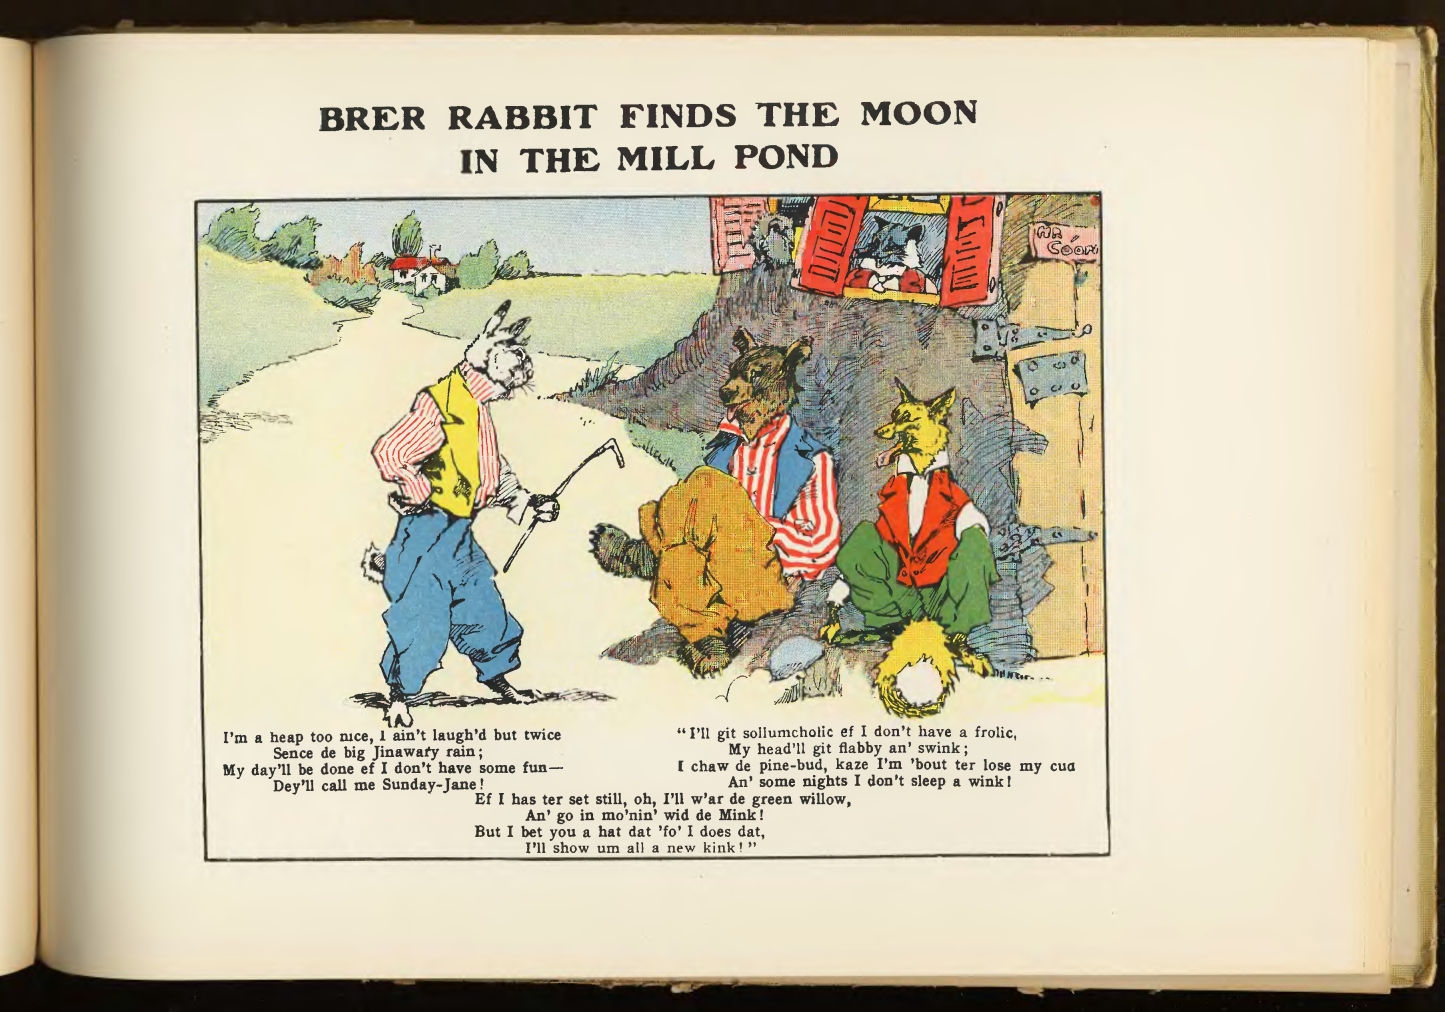 BRER RABBIT FINDS THE MOON
IN THE MILL POND
MR
COON
I'm a heap too nice, I ain't laugh'd but twice
Sence de big Jinawary rain;
My day'll be done ef I don't have some fun—
Dey'll call me Sunday-Jane!
"I'll git sollumcholic ef I don't have a frolic,
My head'll git flabby an' swink;
I chaw de pine-bud, kaze I'm 'bout ter lose my cud
An' some nights I don't sleep a wink!
Ef I has ter set still, oh, I'll w'ar de green willow,
An' go in mo'nin' wid de Mink!
But I bet you a hat dat 'fo' I does dat,
I'll show um all a new kink!"